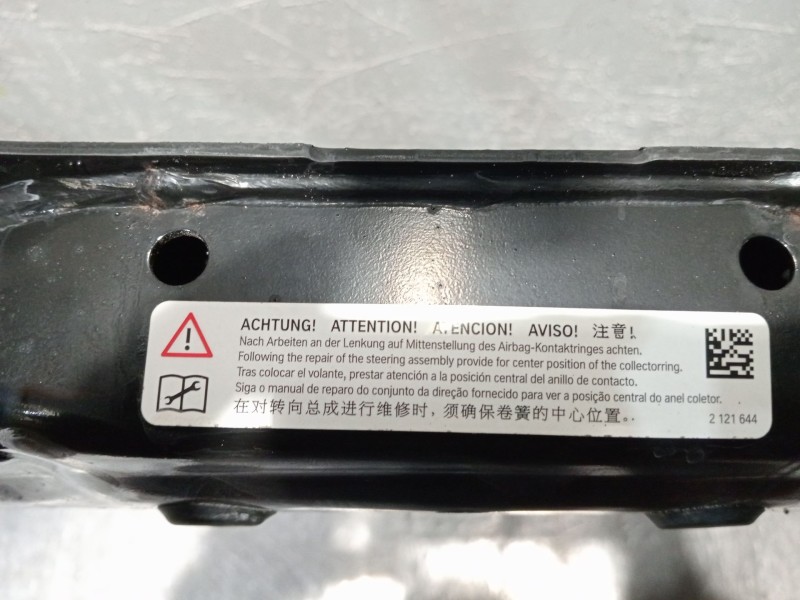 ACHTUNG! ATTENTION! ATENCION! AVISO! 注意!
Nach Arbeiten an der Lenkung auf Mittenstellung des Airbag-Kontaktringes achten.
Following the repair of the steering assembly provide for center position of the collectorring.
Tras colocar el volante, prestar atención a la posición central del anillo de contacto.
Siga o manual de reparo do conjunto da direção fornecido para ver a posição central do anel coletor.
在对转向总成进行维修时，须确保卷簧的中心位置。
2 121 644